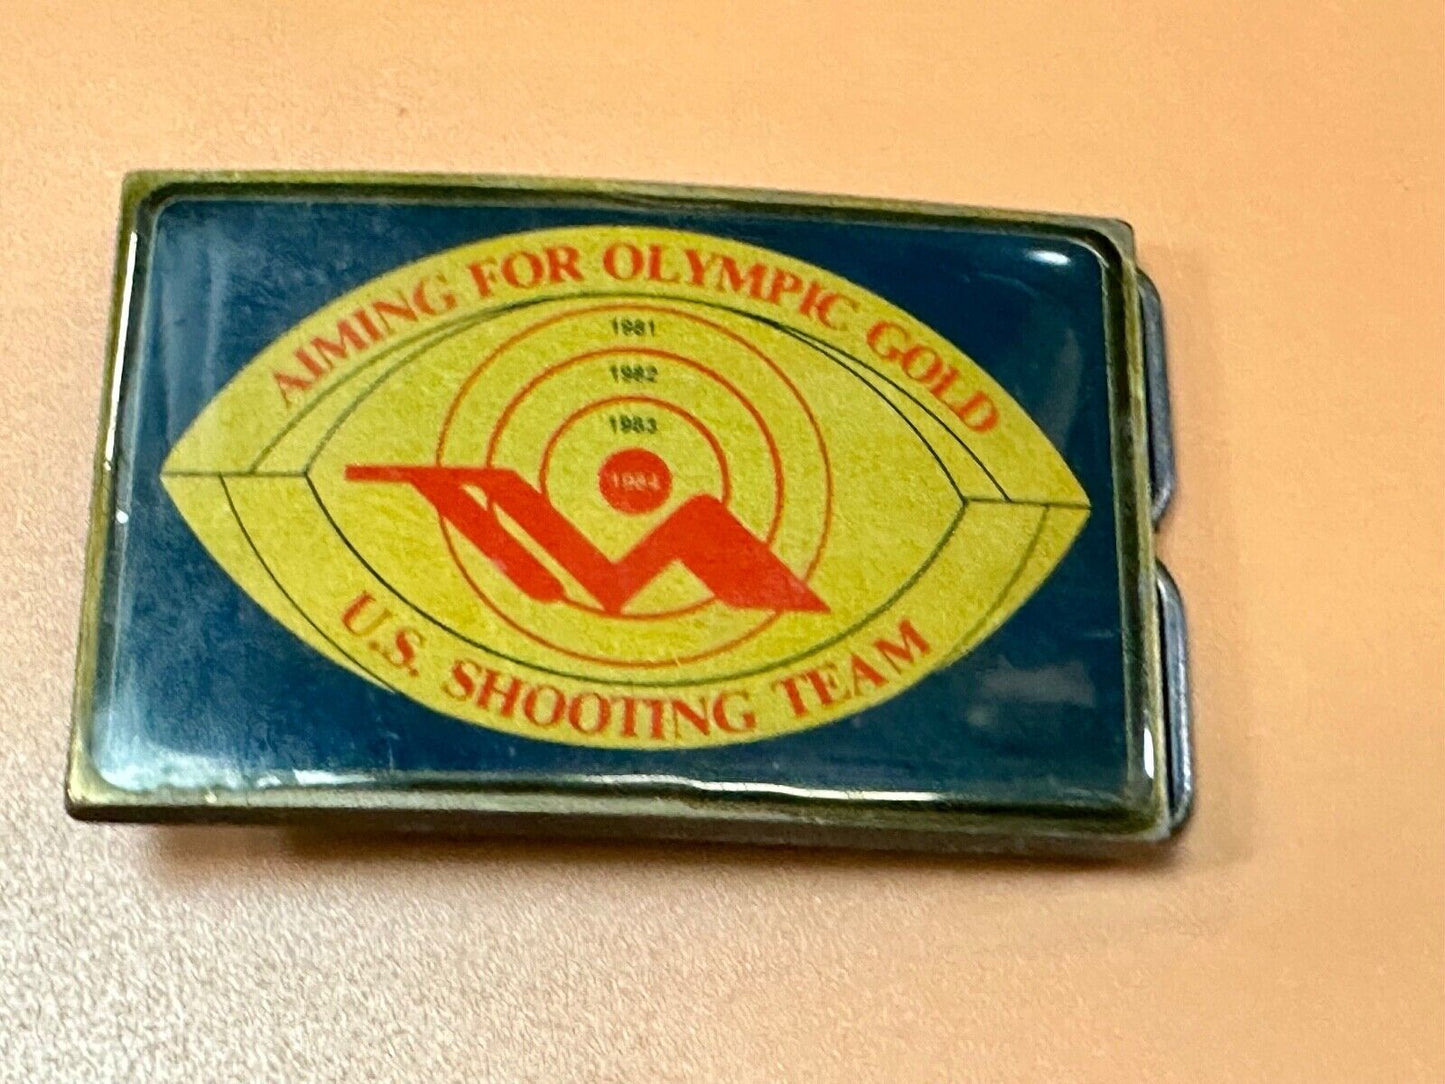 AIMING FOR OLYMPIC GOLD
1981
1982
1983
1984
U.S. SHOOTING TEAM